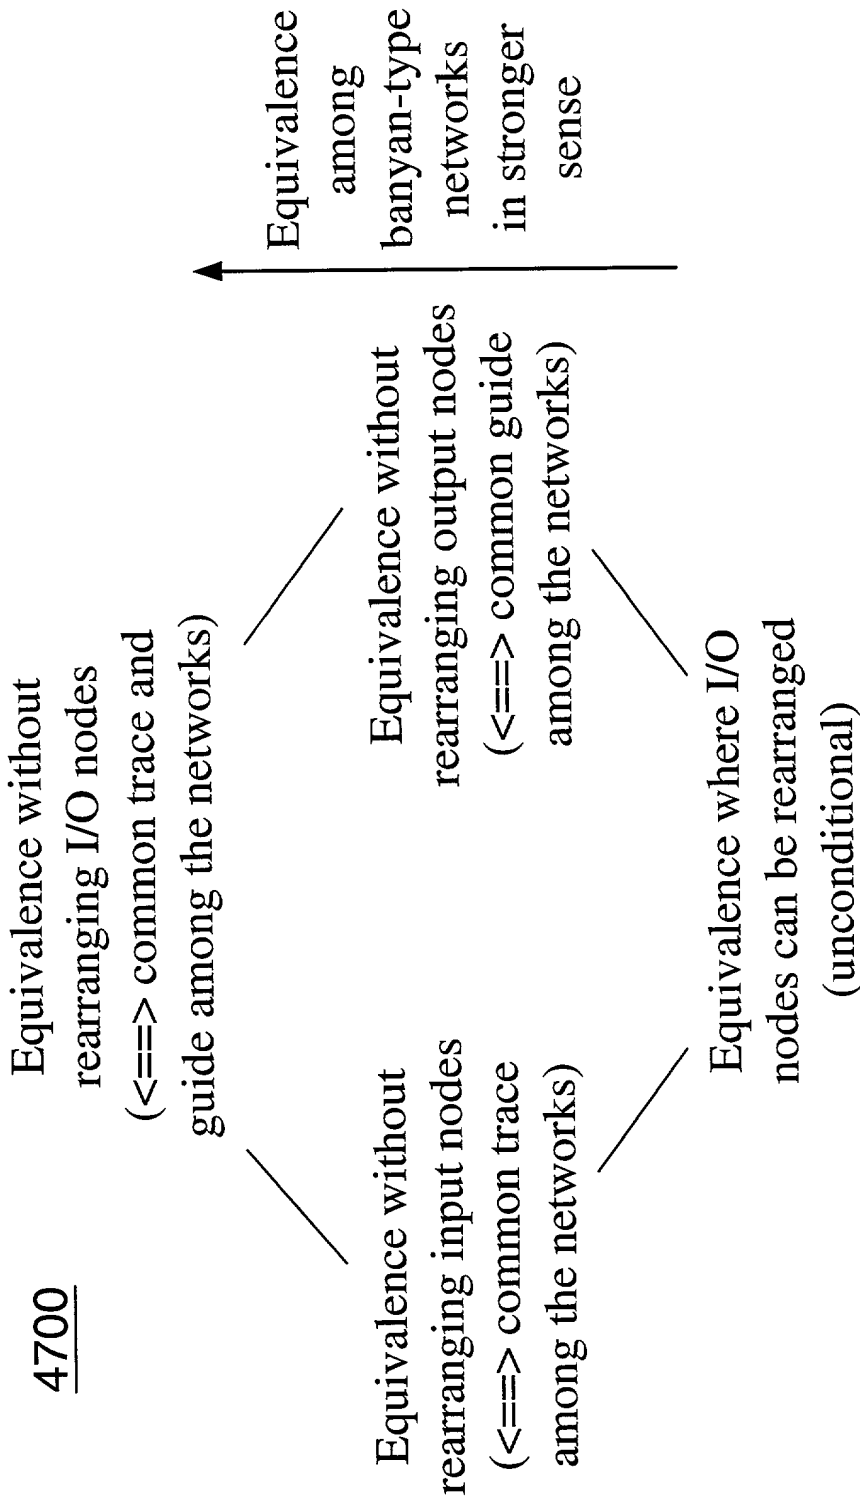 4700
Equivalence without
rearranging I/O nodes
(<==> common trace and
guide among the networks)
Equivalence without
rearranging input nodes
(<==> common trace
among the networks)
Equivalence without
rearranging output nodes
(<==> common guide
among the networks)
Equivalence where I/O
nodes can be rearranged
(unconditional)
Equivalence
among
banyan-type
networks
in stronger
sense